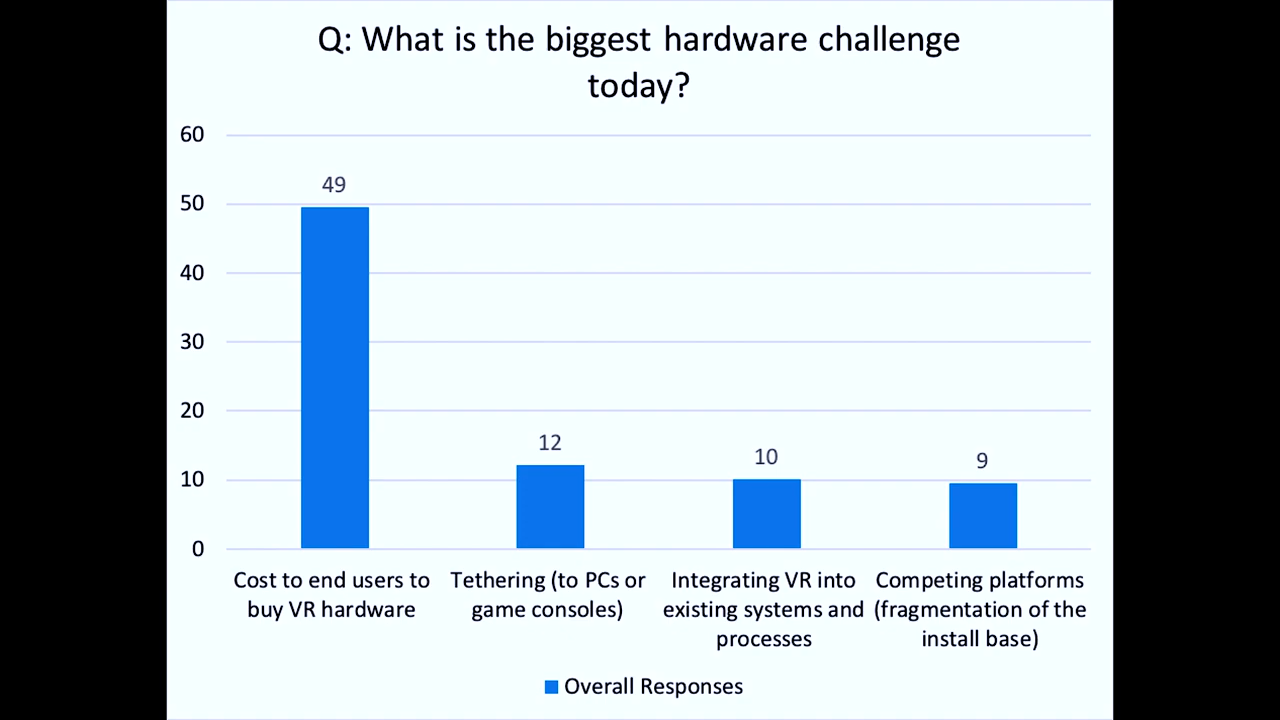 Q: What is the biggest hardware challenge
today?
60
50
40
30
20
10
0
49
12
10
9
Cost to end users to
buy VR hardware
Tethering (to PCs or
game consoles)
Integrating VR into
existing systems and
processes
Competing platforms
(fragmentation of the
install base)
Overall Responses